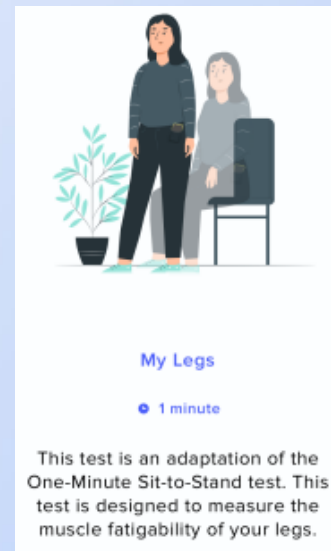 My Legs
1 minute
This test is an adaptation of the
One-Minute Sit-to-Stand test. This
test is designed to measure the
muscle fatigability of your legs.